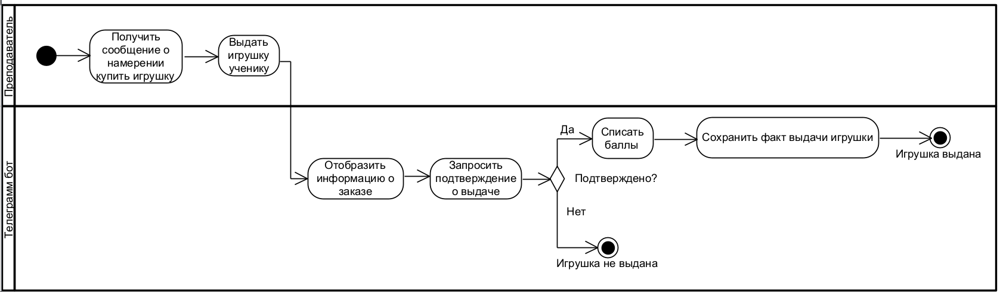 Преподаватель
Получить
сообщение о
намерении
купить игрушку
Выдать
игрушку
ученику
Телеграмм бот
Отобразить
информацию о
заказе
Запросить
подтверждение
о выдаче
Да
Подтверждено?
Нет
Списать
баллы
Сохранить факт выдачи игрушки
Игрушка выдана
Игрушка не выдана